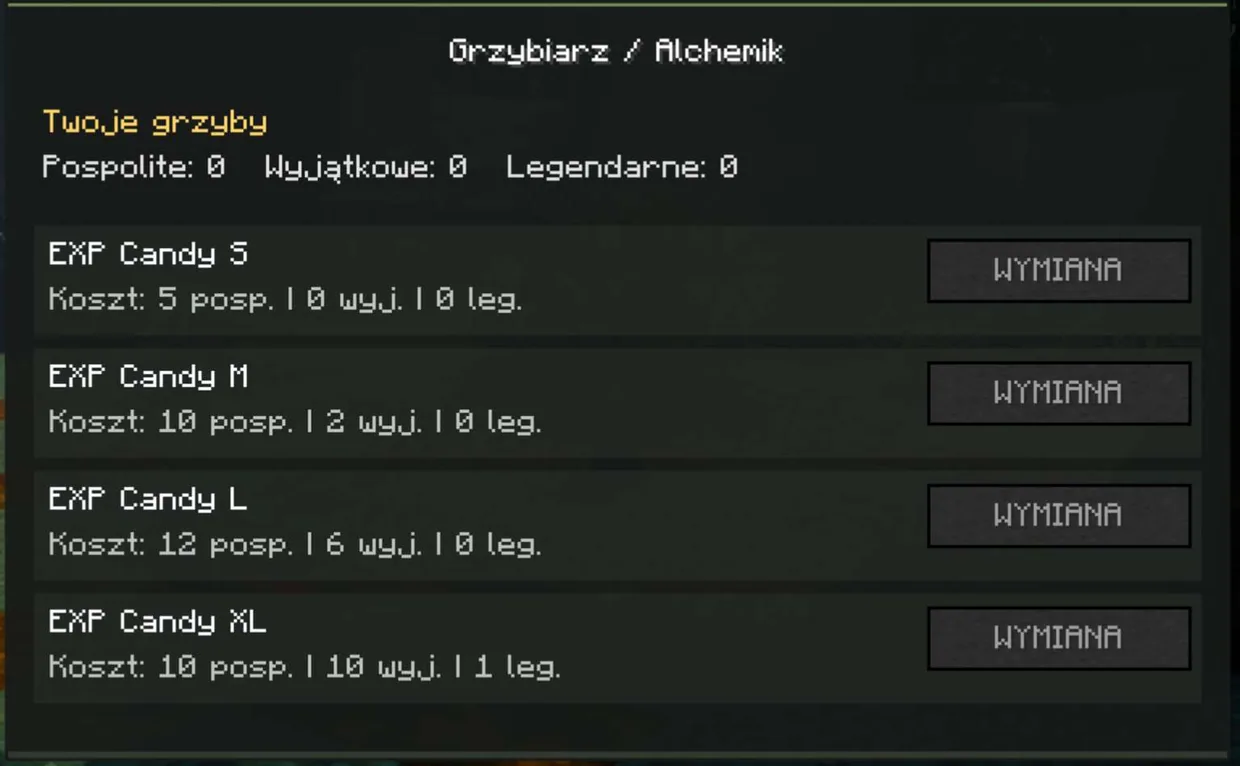 Grzybiarz / Alchemik
Twoje grzyby
Pospolite: 0 Wyjątkowe: 0 Legendarne: 0
EXP Candy S
WYMIANA
Koszt: 5 posp. | 0 wyj. | 0 leg.
EXP Candy M
WYMIANA
Koszt: 10 posp. | 2 wyj. | 0 leg.
EXP Candy L
WYMIANA
Koszt: 12 posp. | 6 wyj. | 0 leg.
EXP Candy XL
WYMIANA
Koszt: 10 posp. | 10 wyj. | 1 leg.